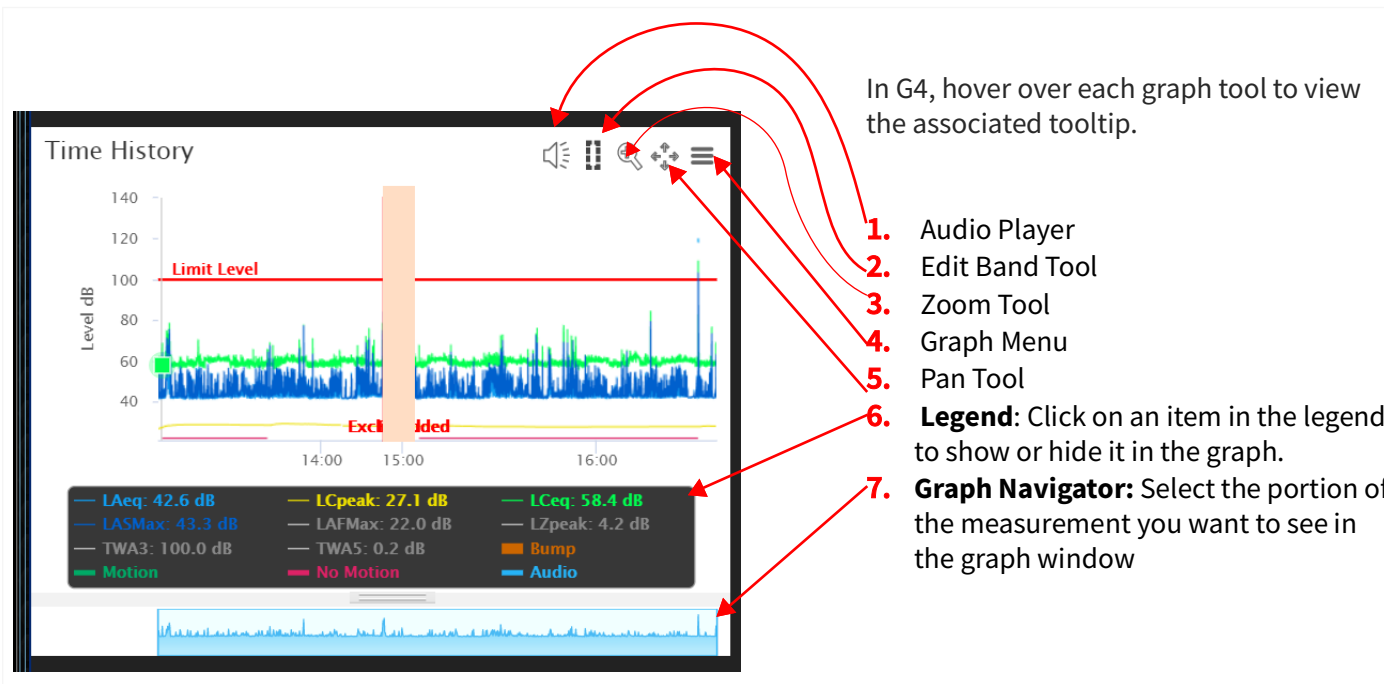 In G4, hover over each graph tool to view
the associated tooltip.
Time History
140
120
100
80
60
40
Level dB
Limit Level
14:00 15:00 16:00
LAeq: 42.6 dB LCpeak: 27.1 dB LCeq: 58.4 dB
LASMax: 43.3 dB LAFMax: 22.0 dB LZpeak: 4.2 dB
TWA3: 100.0 dB TWA5: 0.2 dB Bump
Motion No Motion Audio
1. Audio Player
2. Edit Band Tool
3. Zoom Tool
4. Graph Menu
5. Pan Tool
6. Legend: Click on an item in the legend
to show or hide it in the graph.
7. Graph Navigator: Select the portion of
the measurement you want to see in
the graph window